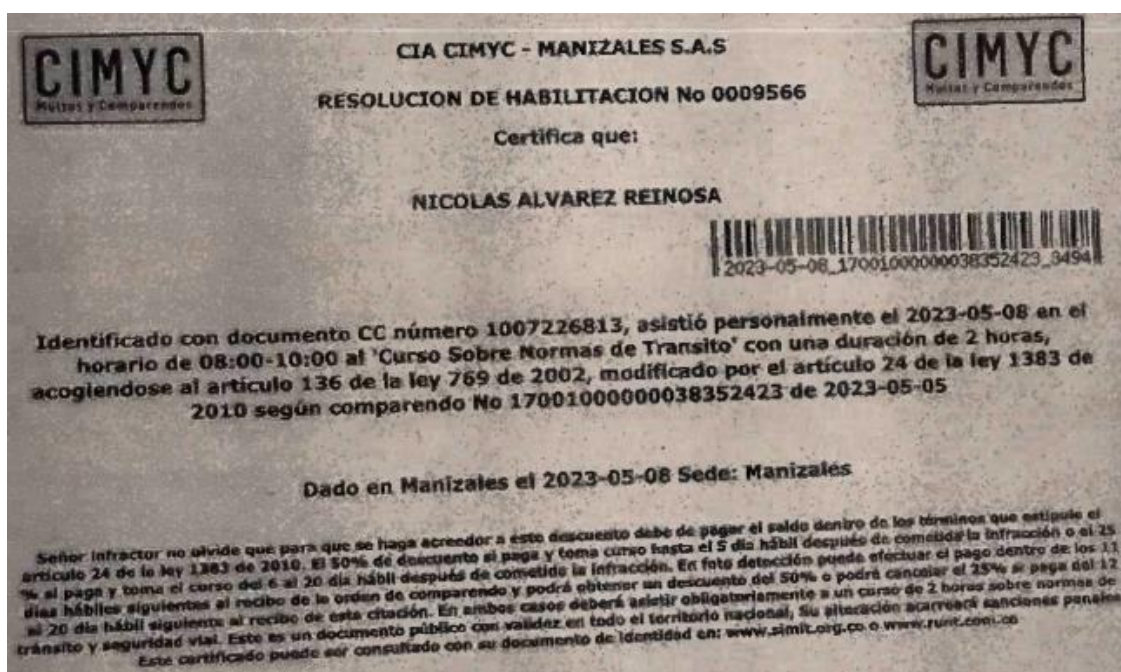 CIMYC
Multas y Comparendos
CIA CIMYC - MANIZALES S.A.S
CIMYC
Multas y Comparendos
RESOLUCION DE HABILITACION No 0009566
Certifica que:
NICOLAS ALVAREZ REINOSA
2023-05-08_17001000000038352423_3494
Identificado con documento CC número 1007226813, asistió personalmente el 2023-05-08 en el
horario de 08:00-10:00 al 'Curso Sobre Normas de Transito' con una duración de 2 horas,
acogiendose al articulo 136 de la ley 769 de 2002, modificado por el artículo 24 de la ley 1383 de
2010 según comparendo No 17001000000038352423 de 2023-05-05
Dado en Manizales el 2023-05-08 Sede: Manizales
Señor infractor no olvide que para que se haga acreedor a este descuento debe de pagar el saldo dentro de los términos que estipule el
articulo 24 de la ley 1383 de 2010. El 50% de descuento si paga y toma curso hasta el 5 dia hábil después de cometida la infracción o el 25
% si paga y toma el curso del 6 al 20 dia hábil después de cometida la infracción. En foto detección puede efectuar el pago dentro de los 11
dias hábiles siguientes al recibo de la orden de comparendo y podrá obtener un descuento del 50% o podrá cancelar el 25% si paga del 12
al 20 dia hábil siguiente al recibo de esta citación. En ambos casos deberá asistir obligatoriamente a un curso de 2 horas sobre normas de
tránsito y seguridad vial. Este es un documento público con validez en todo el territorio nacional, Su alteración acarreará sanciones penales
Este certificado puede ser consultado con su documento de identidad en: www.simit.org.co o www.runt.com.co